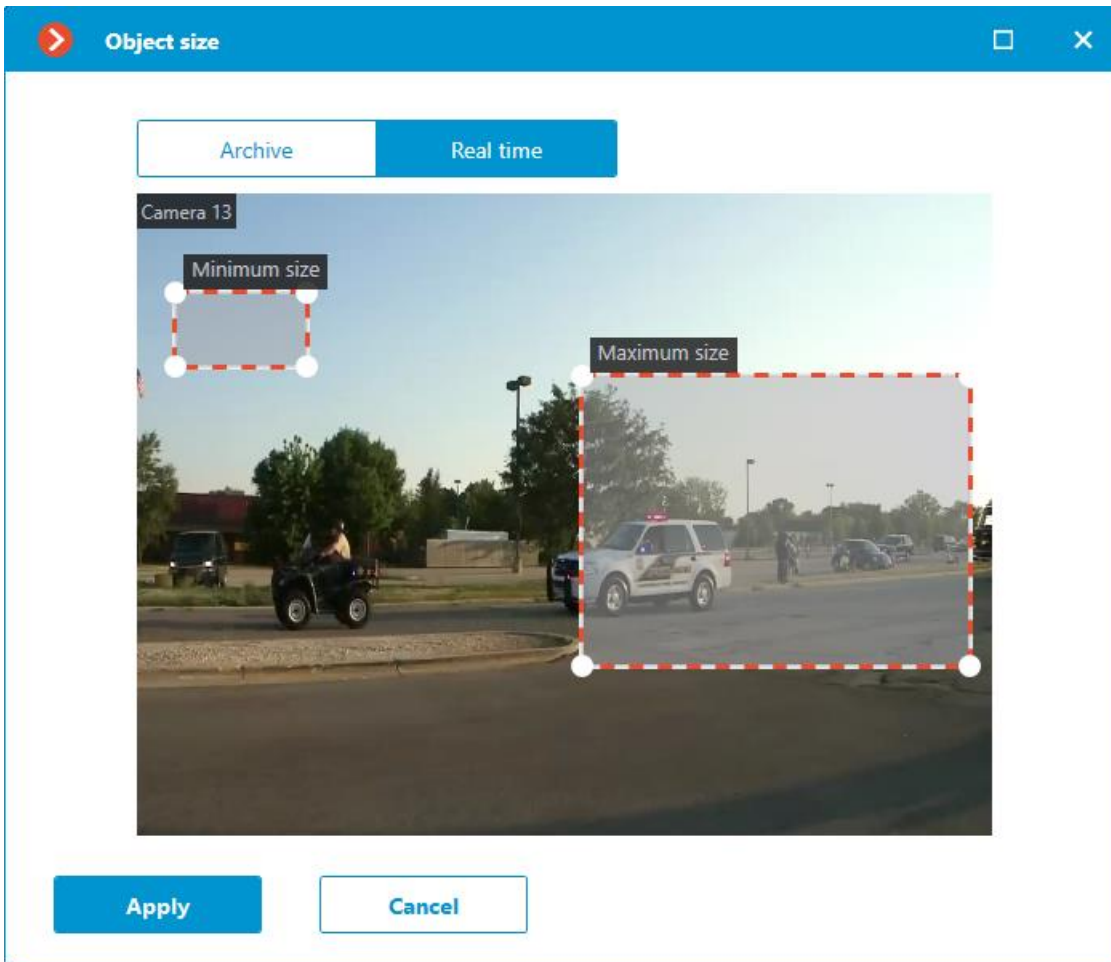 Object size
Archive
Real time
Camera 13
Minimum size
Maximum size
Apply
Cancel